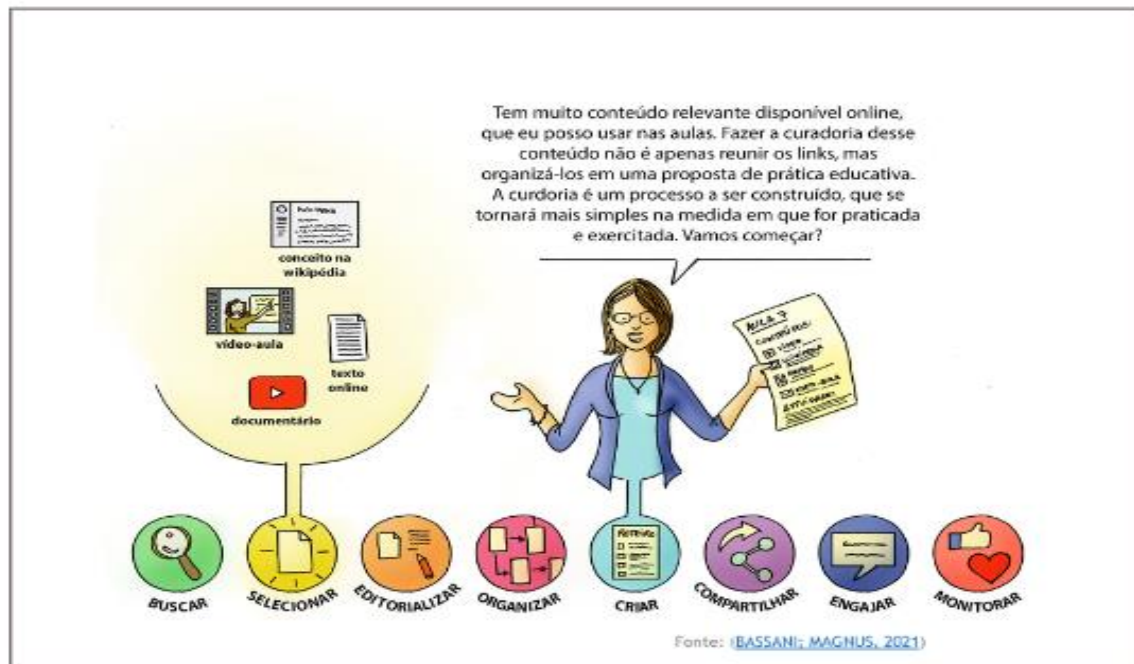 Tem muito conteúdo relevante disponível online,
que eu posso usar nas aulas. Fazer a curadoria desse
conteúdo não é apenas reunir os links, mas
organizá-los em uma proposta de prática educativa.
A curdoria é um processo a ser construído, que se
tornará mais simples na medida em que for praticada
e exercitada. Vamos começar?
conceito na
wikipédia
vídeo-aula
texto
online
documentário
AULA 7
CONTEÚDOS:
BUSCAR
SELECIONAR
EDITORIALIZAR
ORGANIZAR
CRIAR
COMPARTILHAR
ENGAJAR
MONITORAR
Fonte: (BASSANI; MAGNUS, 2021)